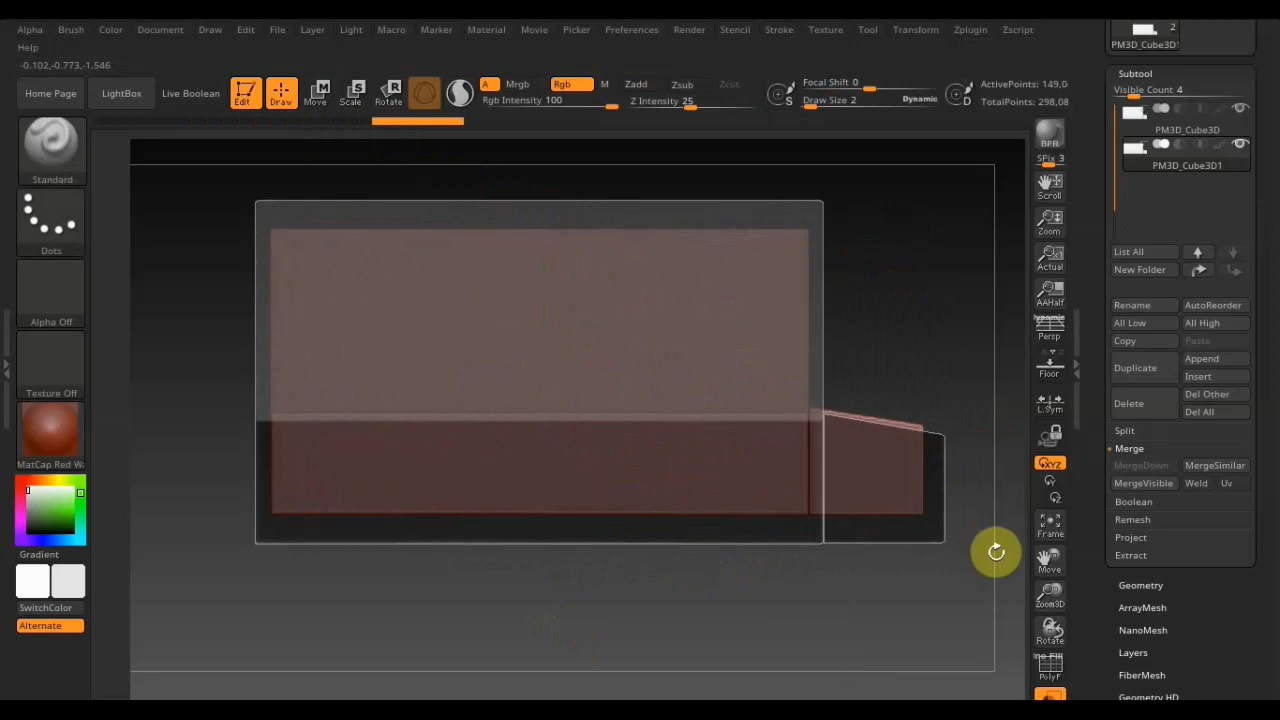 Alpha Brush Color Document Draw Edit File Layer Light Macro Marker Material Movie Picker Preferences Render Stencil Stroke Texture Tool Transform Zplugin Zscript
Help
-0.102,-0.773,-1.546
Home Page LightBox Live Boolean Edit Draw Move Scale Rotate
A Mrgb Rgb M Zadd Zsub Zcut
Rgb Intensity 100 Z Intensity 25
Focal Shift 0
Draw Size 2 Dynamic
ActivePoints: 149,0
TotalPoints: 298,08
Standard
Dots
Alpha Off
Texture Off
MatCap Red W
Gradient
SwitchColor
Alternate
BPR
SPix 3
Scroll
Zoom
Actual
AAHalf
Dynamic
Persp
Floor
L.Sym
XYZ
Frame
Move
Zoom3D
Rotate
PolyF
2
PM3D_Cube3D1
Subtool
Visible Count 4
PM3D_Cube3D
PM3D_Cube3D1
List All
New Folder
Rename AutoReorder
All Low All High
Copy Paste
Duplicate Append
Insert
Delete Del Other
Del All
Split
Merge
MergeDown MergeSimilar
MergeVisible Weld Uv
Boolean
Remesh
Project
Extract
Geometry
ArrayMesh
NanoMesh
Layers
FiberMesh
Geometry HD